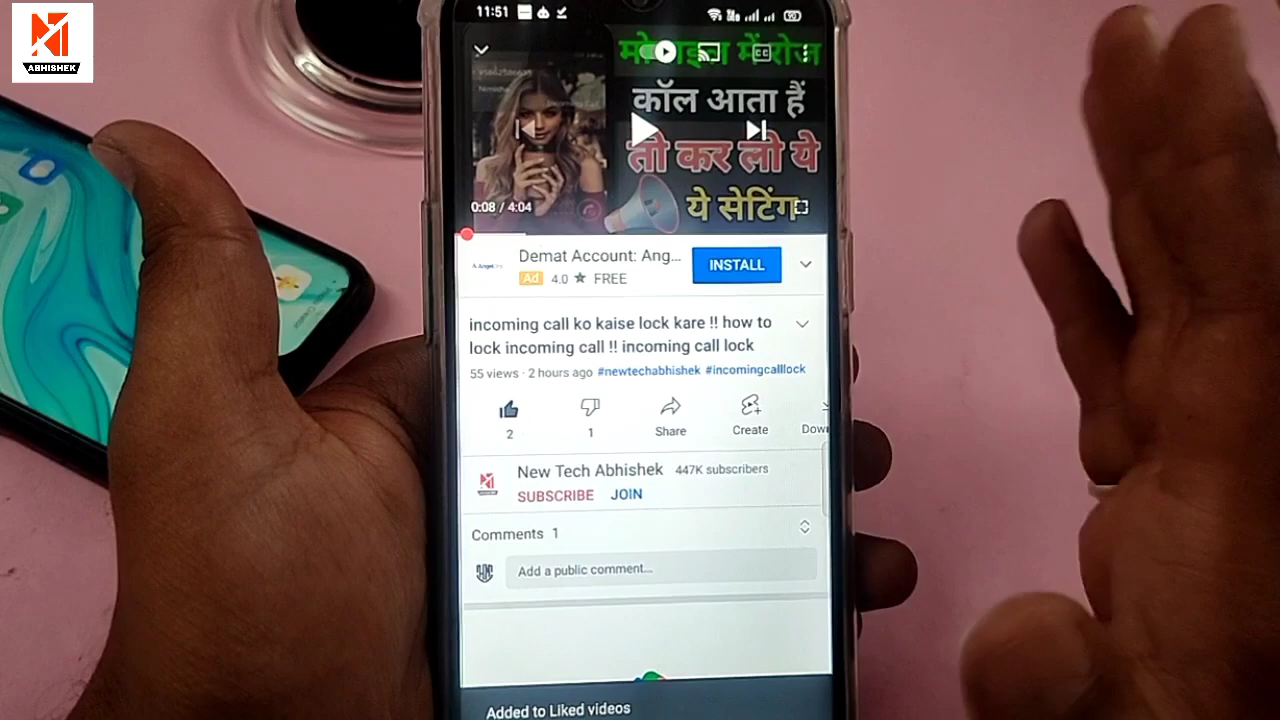 ABHISHEK
11:51
मोबाइल में रोज
कॉल आता हैं
तो कर लो ये
ये सेटिंग
CC
0:08 / 4:04
Demat Account: Ang...
INSTALL
Ad 4.0 ★ FREE
incoming call ko kaise lock kare !! how to
lock incoming call !! incoming call lock
55 views · 2 hours ago #newtechabhishek #incomingcalllock
2
1
Share
Create
Down
New Tech Abhishek 447K subscribers
SUBSCRIBE JOIN
Comments 1
Add a public comment...
Added to Liked videos